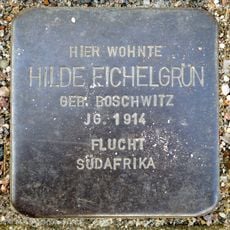 HIER WOHNTE
HILDE EICHELGRÜN
GEB. BOSCHWITZ
JG. 1914
FLUCHT
SÜDAFRIKA